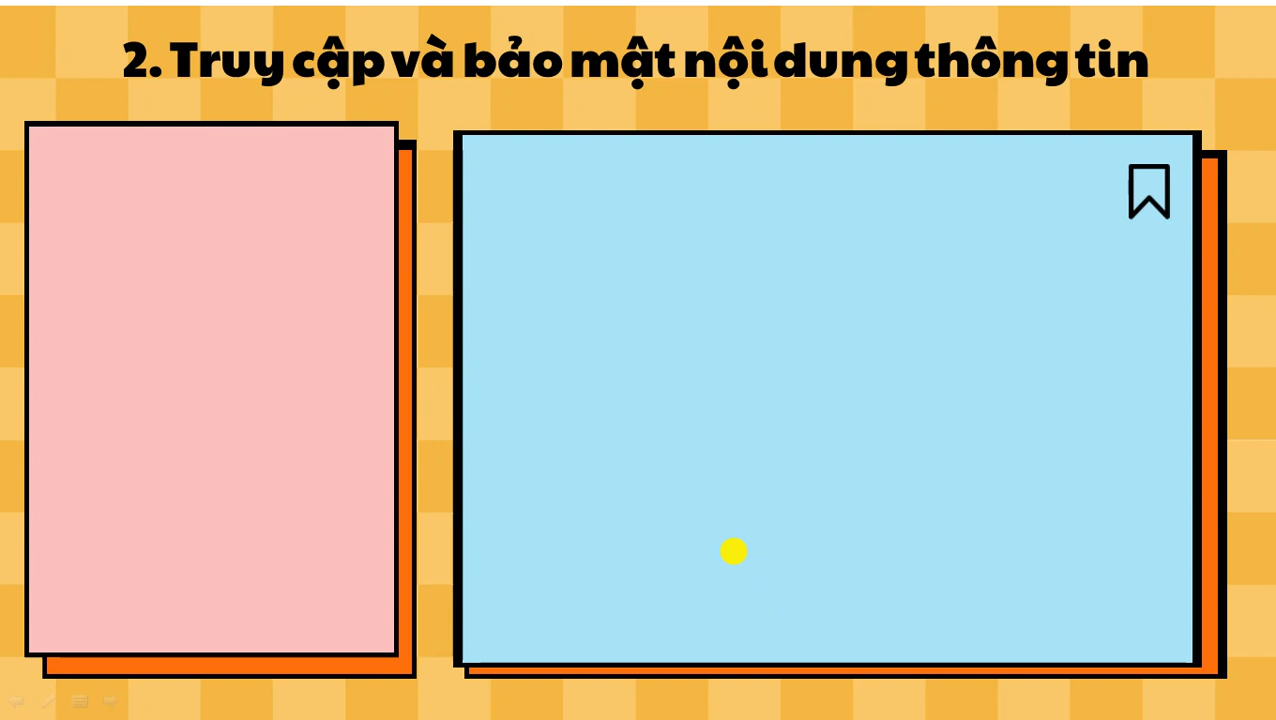 2. Truy cập và bảo mật nội dung thông tin